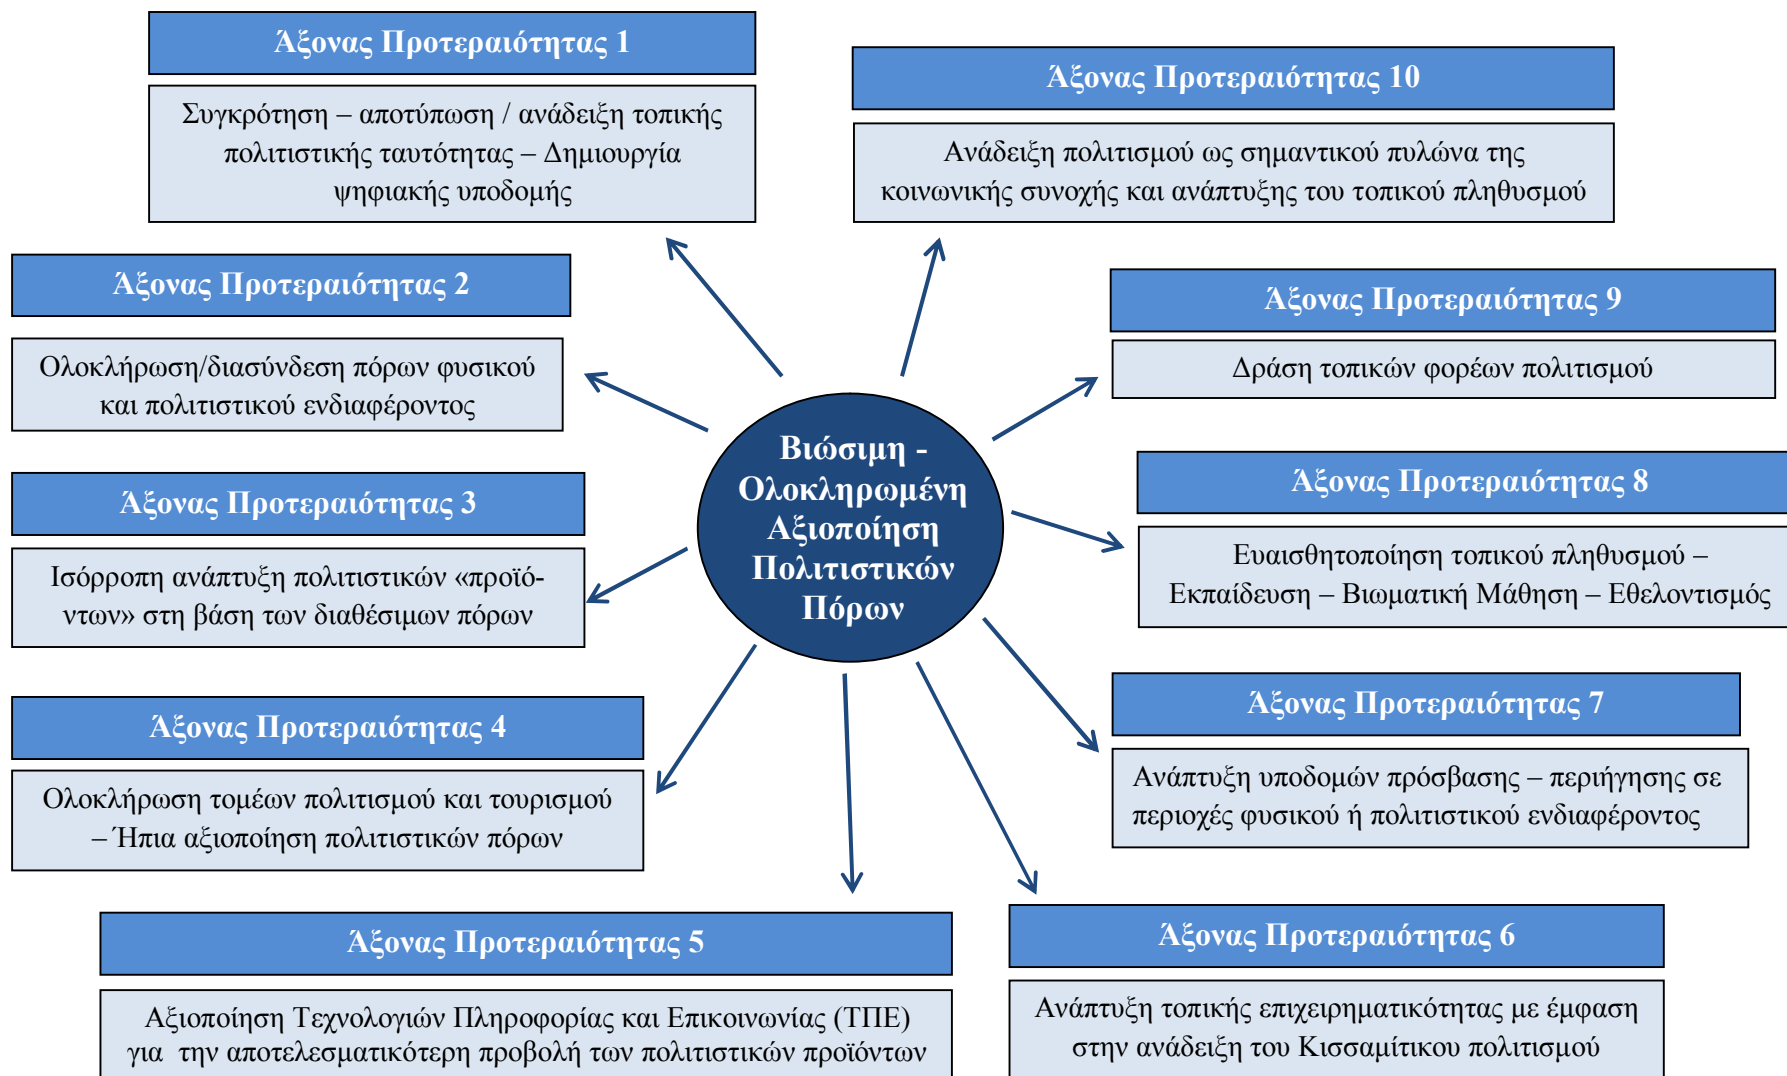 Άξονας Προτεραιότητας 1
Συγκρότηση – αποτύπωση / ανάδειξη τοπικής
πολιτιστικής ταυτότητας – Δημιουργία
ψηφιακής υποδομής
Άξονας Προτεραιότητας 10
Ανάδειξη πολιτισμού ως σημαντικού πυλώνα της
κοινωνικής συνοχής και ανάπτυξης του τοπικού πληθυσμού
Άξονας Προτεραιότητας 2
Ολοκλήρωση/διασύνδεση πόρων φυσικού
και πολιτιστικού ενδιαφέροντος
Άξονας Προτεραιότητας 9
Δράση τοπικών φορέων πολιτισμού
Βιώσιμη -
Ολοκληρωμένη
Αξιοποίηση
Πολιτιστικών
Πόρων
Άξονας Προτεραιότητας 3
Ισόρροπη ανάπτυξη πολιτιστικών «προϊό-
ντων» στη βάση των διαθέσιμων πόρων
Άξονας Προτεραιότητας 8
Ευαισθητοποίηση τοπικού πληθυσμού –
Εκπαίδευση – Βιωματική Μάθηση – Εθελοντισμός
Άξονας Προτεραιότητας 4
Ολοκλήρωση τομέων πολιτισμού και τουρισμού
– Ήπια αξιοποίηση πολιτιστικών πόρων
Άξονας Προτεραιότητας 7
Ανάπτυξη υποδομών πρόσβασης – περιήγησης σε
περιοχές φυσικού ή πολιτιστικού ενδιαφέροντος
Άξονας Προτεραιότητας 5
Αξιοποίηση Τεχνολογιών Πληροφορίας και Επικοινωνίας (ΤΠΕ)
για την αποτελεσματικότερη προβολή των πολιτιστικών προϊόντων
Άξονας Προτεραιότητας 6
Ανάπτυξη τοπικής επιχειρηματικότητας με έμφαση
στην ανάδειξη του Κισσαμίτικου πολιτισμού